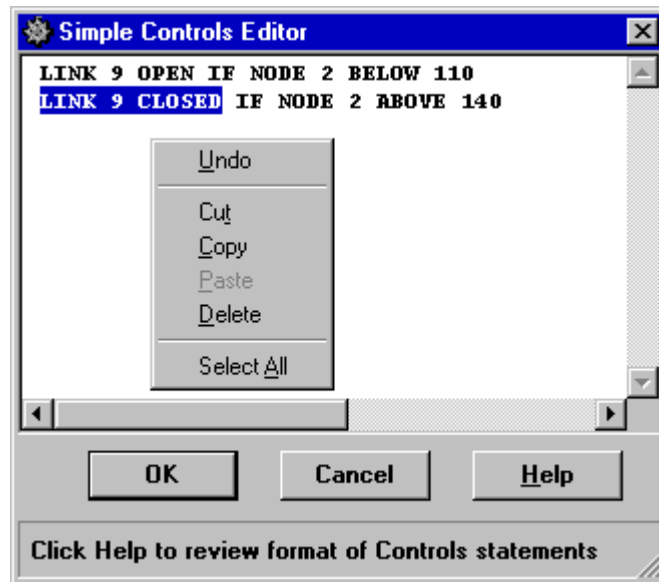 Simple Controls Editor
LINK 9 OPEN IF NODE 2 BELOW 110
LINK 9 CLOSED IF NODE 2 ABOVE 140
Undo
Cut
Copy
Paste
Delete
Select All
OK
Cancel
Help
Click Help to review format of Controls statements